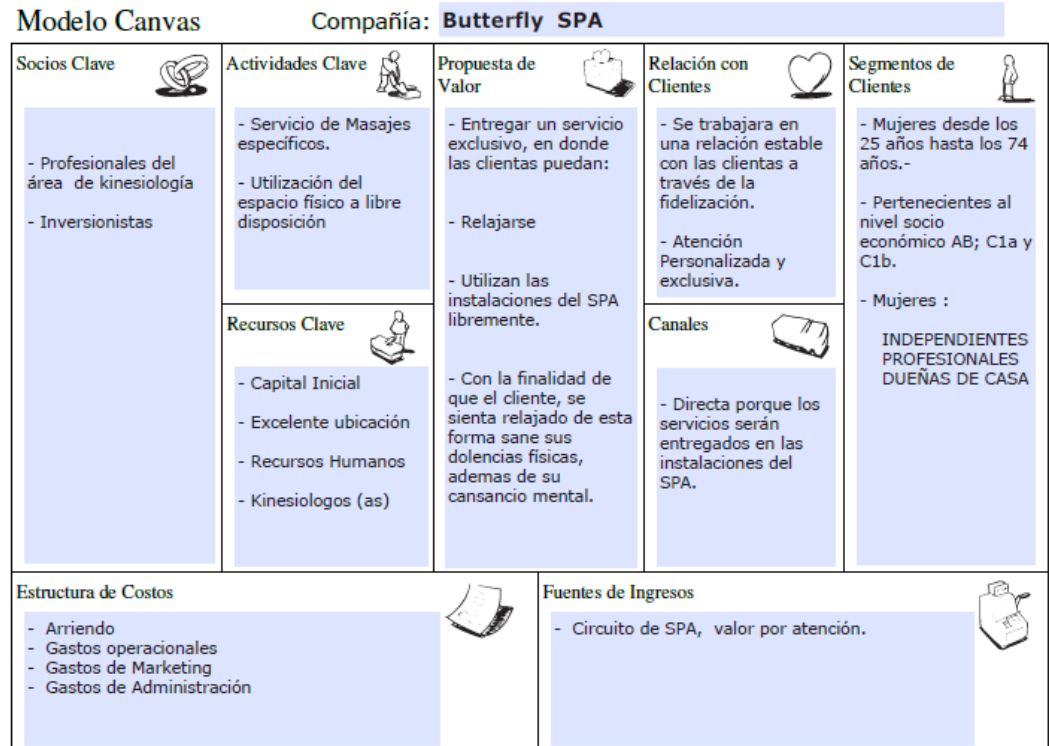 Modelo Canvas
Compañía: Butterfly SPA
Socios Clave
- Profesionales del
área de kinesiología
- Inversionistas
Actividades Clave
- Servicio de Masajes
específicos.
- Utilización del
espacio físico a libre
disposición
Recursos Clave
- Capital Inicial
- Excelente ubicación
- Recursos Humanos
- Kinesiologos (as)
Propuesta de
Valor
- Entregar un servicio
exclusivo, en donde
las clientas puedan:
- Relajarse
- Utilizan las
instalaciones del SPA
libremente.
- Con la finalidad de
que el cliente, se
sienta relajado de esta
forma sane sus
dolencias físicas,
ademas de su
cansancio mental.
Relación con
Clientes
- Se trabajara en
una relación estable
con las clientas a
través de la
fidelización.
- Atención
Personalizada y
exclusiva.
Canales
- Directa porque los
servicios serán
entregados en las
instalaciones del
SPA.
Segmentos de
Clientes
- Mujeres desde los
25 años hasta los 74
años.-
- Pertenecientes al
nivel socio
económico AB; C1a y
C1b.
- Mujeres :
INDEPENDIENTES
PROFESIONALES
DUEÑAS DE CASA
Estructura de Costos
- Arriendo
- Gastos operacionales
- Gastos de Marketing
- Gastos de Administración
Fuentes de Ingresos
- Circuito de SPA, valor por atención.